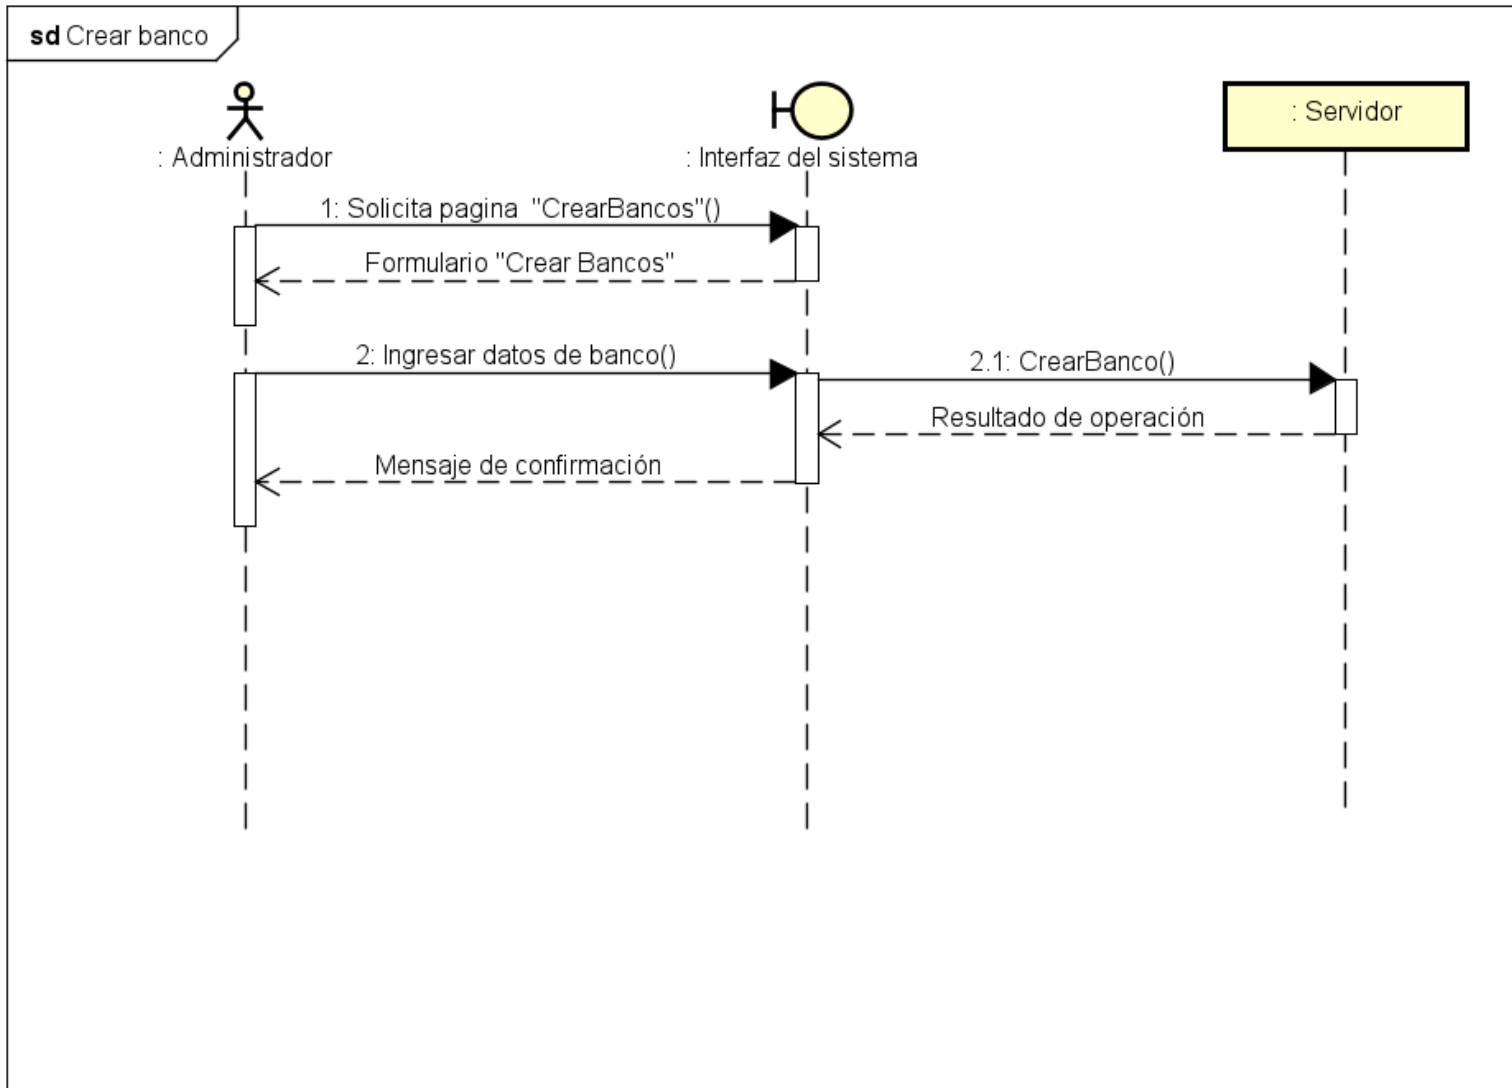 sd Crear banco
: Administrador
: Interfaz del sistema
: Servidor
1: Solicita pagina "CrearBancos"()
Formulario "Crear Bancos"
2: Ingresar datos de banco()
2.1: CrearBanco()
Resultado de operación
Mensaje de confirmación